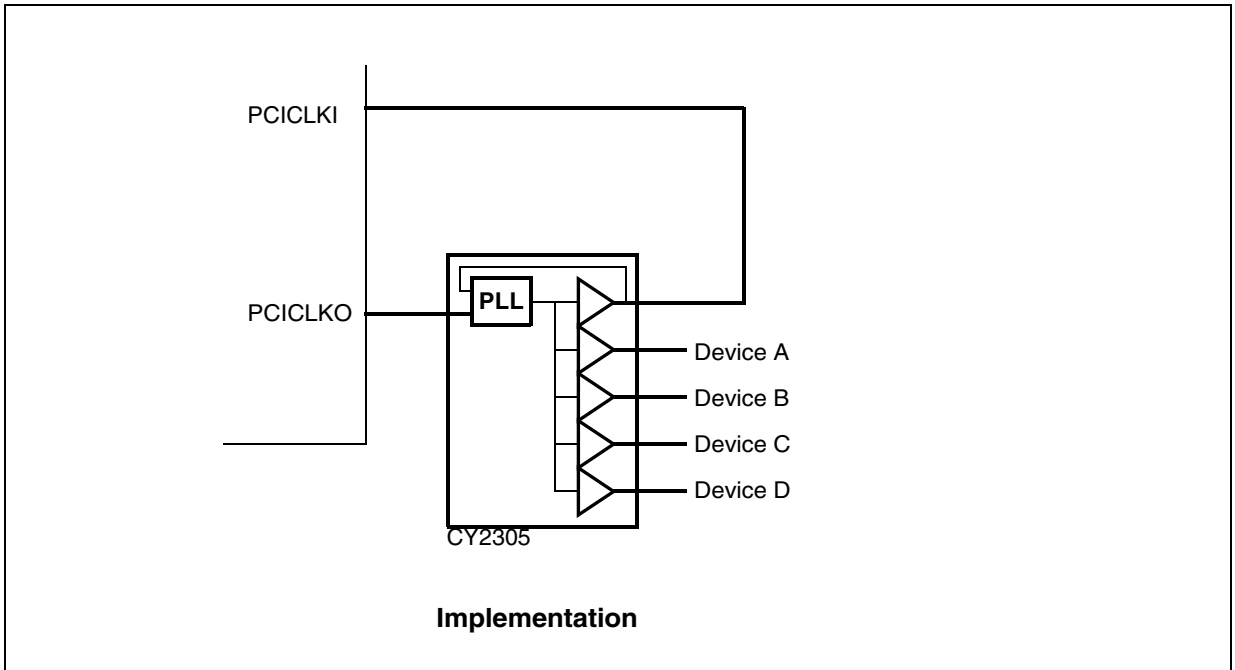 PCICLKI
PLL
PCICLKO
Device A
Device B
Device C
Device D
CY2305
Implementation